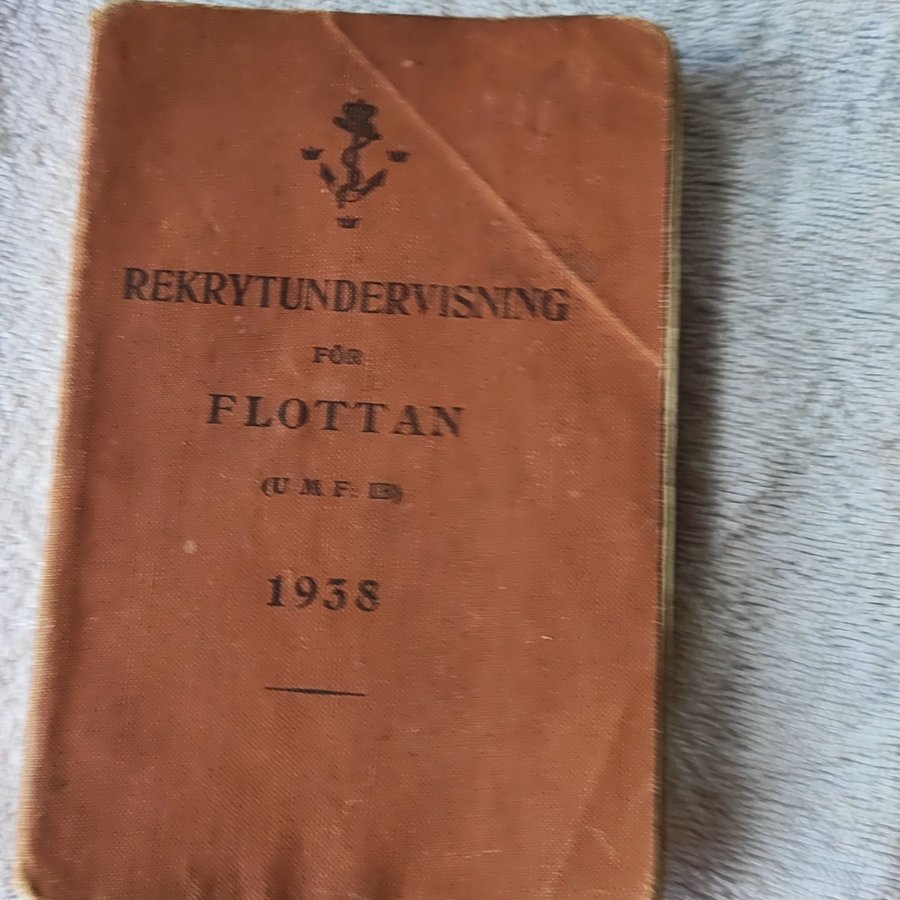 REKRYTUNDERVISNING
FÖR
FLOTTAN
(U M F:
1938